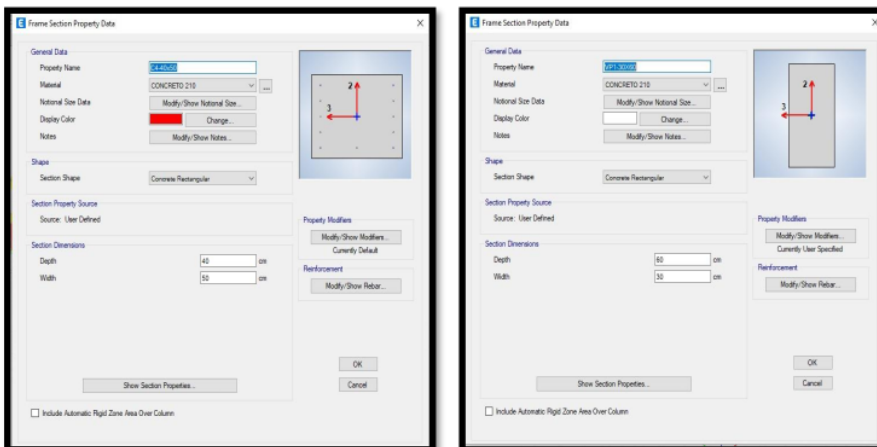 E Frame Section Property Data
General Data
Property Name C4-40x50
Material CONCRETO 210 ...
Notional Size Data Modify/Show Notional Size...
Display Color Change...
Notes Modify/Show Notes...
2
3
Shape
Section Shape Concrete Rectangular
Section Property Source
Source: User Defined
Property Modifiers
Modify/Show Modifiers...
Currently Default
Section Dimensions
Depth 40 cm
Width 50 cm
Reinforcement
Modify/Show Rebar...
OK
Show Section Properties...
Cancel
Include Automatic Rigid Zone Area Over Column
E Frame Section Property Data
General Data
Property Name VP1-30X60
Material CONCRETO 210 ...
Notional Size Data Modify/Show Notional Size...
Display Color Change...
Notes Modify/Show Notes...
2
3
Shape
Section Shape Concrete Rectangular
Section Property Source
Source: User Defined
Property Modifiers
Modify/Show Modifiers...
Currently User Specified
Section Dimensions
Depth 60 cm
Width 30 cm
Reinforcement
Modify/Show Rebar...
OK
Show Section Properties...
Cancel
Include Automatic Rigid Zone Area Over Column